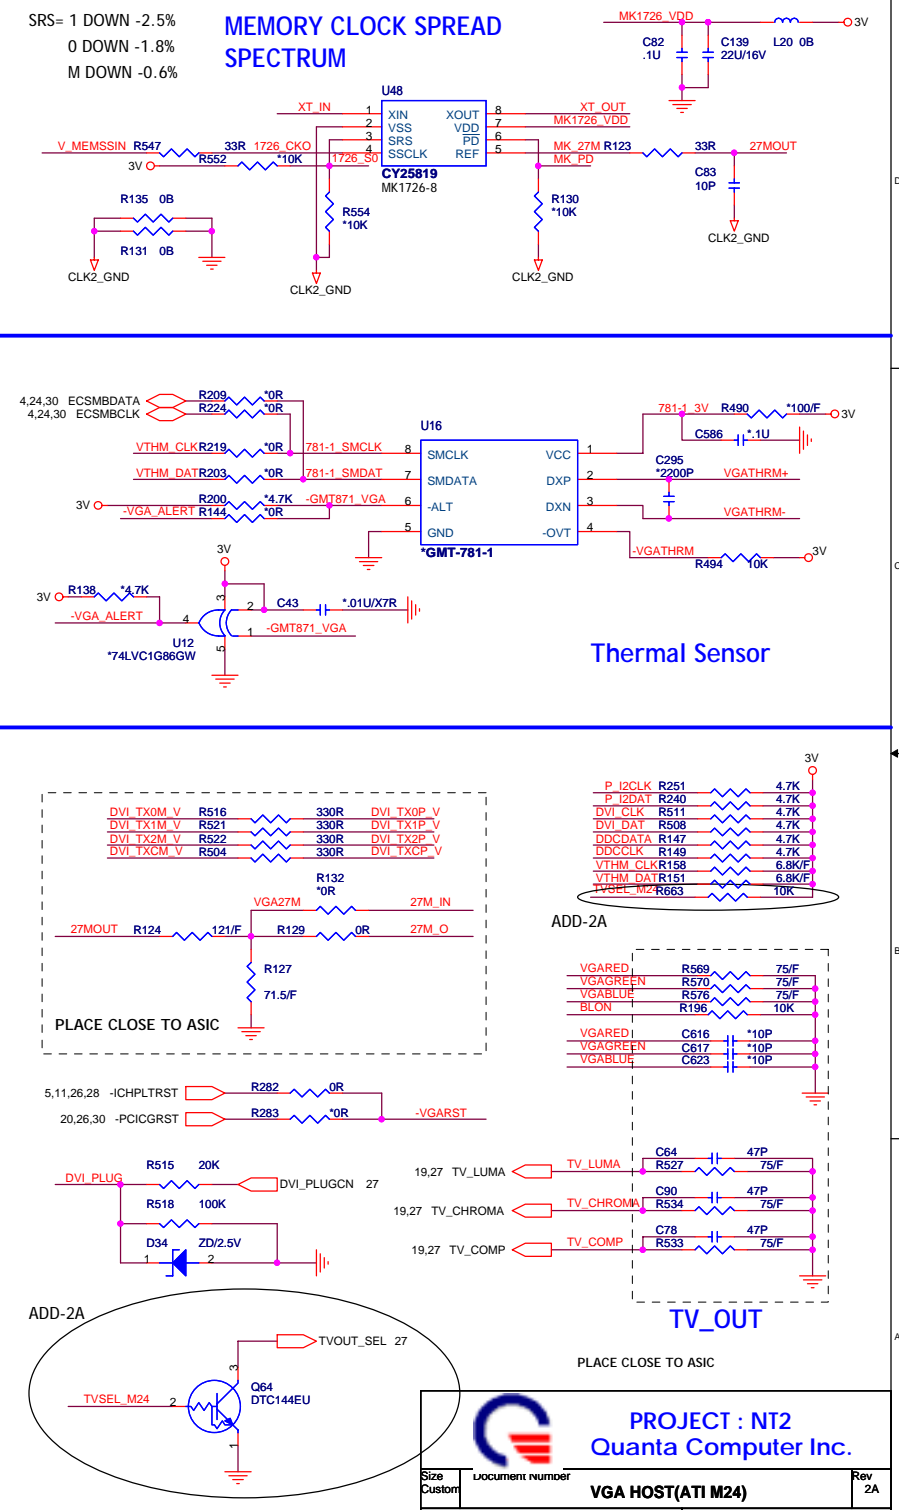 SRS= 1 DOWN -2.5%
0 DOWN -1.8%
M DOWN -0.6%
MEMORY CLOCK SPREAD
SPECTRUM
MK1726_VDD
3V
C82
.1U
C139
22U/16V
L20 0B
U48
XT_IN 1 XIN XOUT 8 XT_OUT
2 VSS VDD 7 MK1726_VDD
3 SRS PD 6
V_MEMSSIN R547 33R 1726_CKO 4 SSCLK REF 5 MK_27M R123 33R 27MOUT
3V R552 *10K 1726_S0
MK_PD
CY25819
MK1726-8
C83
10P
R135 0B
R131 0B
R554
*10K
R130
*10K
CLK2_GND
CLK2_GND
CLK2_GND
CLK2_GND
D
4,24,30 ECSMBDATA R209 *0R
4,24,30 ECSMBCLK R224 *0R
781-1_3V R490 *100/F 3V
U16
C586 *.1U
VTHM_CLK R219 *0R 781-1_SMCLK 8 SMCLK VCC 1
C295
*2200P
VTHM_DAT R203 *0R 781-1_SMDAT 7 SMDATA DXP 2 VGATHRM+
3V R200 *4.7K -GMT871_VGA 6 -ALT DXN 3 VGATHRM-
-VGA_ALERT R144 *0R
5 GND -OVT 4
*GMT-781-1
-VGATHRM R494 10K 3V
3V
3V R138 *4.7K
3 2 C43 *.01U/X7R
-VGA_ALERT 4 1 -GMT871_VGA
5
U12
*74LVC1G86GW
Thermal Sensor
C
3V
P_I2CLK R251 4.7K
P_I2DAT R240 4.7K
DVI_CLK R511 4.7K
DVI_DAT R508 4.7K
DDCDATA R147 4.7K
DDCCLK R149 4.7K
VTHM_CLK R158 6.8K/F
VTHM_DAT R151 6.8K/F
TVSEL_M24 R663 10K
ADD-2A
DVI_TX0M_V R516 330R DVI_TX0P_V
DVI_TX1M_V R521 330R DVI_TX1P_V
DVI_TX2M_V R522 330R DVI_TX2P_V
DVI_TXCM_V R504 330R DVI_TXCP_V
R132
*0R
VGA27M 27M_IN
27MOUT R124 121/F R129 0R 27M_O
R127
71.5/F
PLACE CLOSE TO ASIC
B
VGARED R569 75/F
VGAGREEN R570 75/F
VGABLUE R576 75/F
BLON R196 10K
VGARED C616 *10P
VGAGREEN C617 *10P
VGABLUE C623 *10P
5,11,26,28 -ICHPLTRST R282 0R
20,26,30 -PCICGRST R283 *0R -VGARST
DVI_PLUG R515 20K DVI_PLUGCN 27
R518 100K
D34 ZD/2.5V
1 2
C64 47P
19,27 TV_LUMA TV_LUMA R527 75/F
C90 47P
19,27 TV_CHROMA TV_CHROMA R534 75/F
C78 47P
19,27 TV_COMP TV_COMP R533 75/F
TV_OUT
PLACE CLOSE TO ASIC
ADD-2A
TVOUT_SEL 27
3
Q64
DTC144EU
TVSEL_M24 2
1
A
PROJECT : NT2
Quanta Computer Inc.
Size
Custom
Document Number
VGA HOST(ATI M24)
Rev
2A